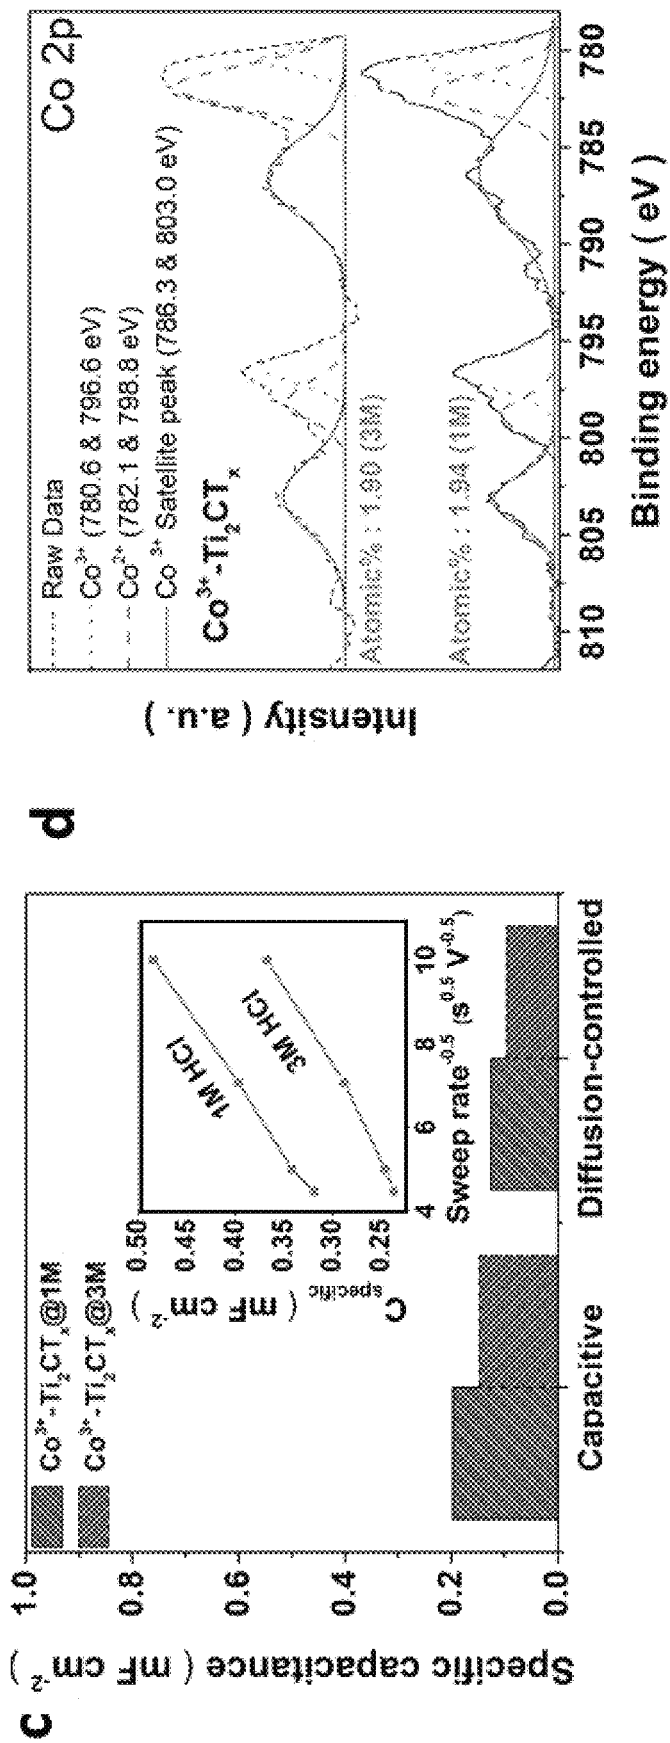 c
Specific capacitance ( mF cm⁻² )
1.0
0.8
0.6
0.4
0.2
0.0
Co³⁺-Ti₂CTₓ@1M
Co³⁺-Ti₂CTₓ@3M
C specific ( mF cm⁻² )
0.50
0.45
0.40
0.35
0.30
0.25
1M HCl
3M HCl
4 6 8 10
Sweep rate⁻⁰·⁵ (s⁰·⁵ V⁻⁰·⁵)
Capacitive Diffusion-controlled
d
Intensity ( a.u. )
Raw Data
Co³⁺ (780.6 & 796.6 eV)
Co²⁺ (782.1 & 798.8 eV)
Co ³⁺ Satellite peak (786.3 & 803.0 eV)
Co 2p
Co³⁺-Ti₂CTₓ
Atomic% : 1.90 (3M)
Atomic% : 1.94 (1M)
810 805 800 795 790 785 780
Binding energy ( eV )